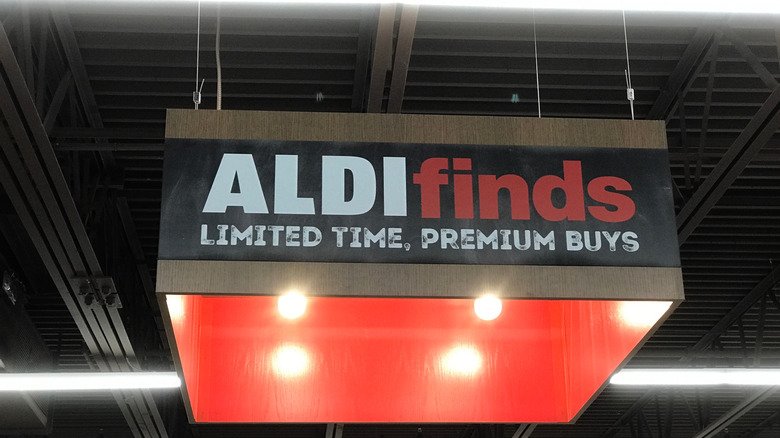 ALDIfinds
LIMITED TIME, PREMIUM BUYS